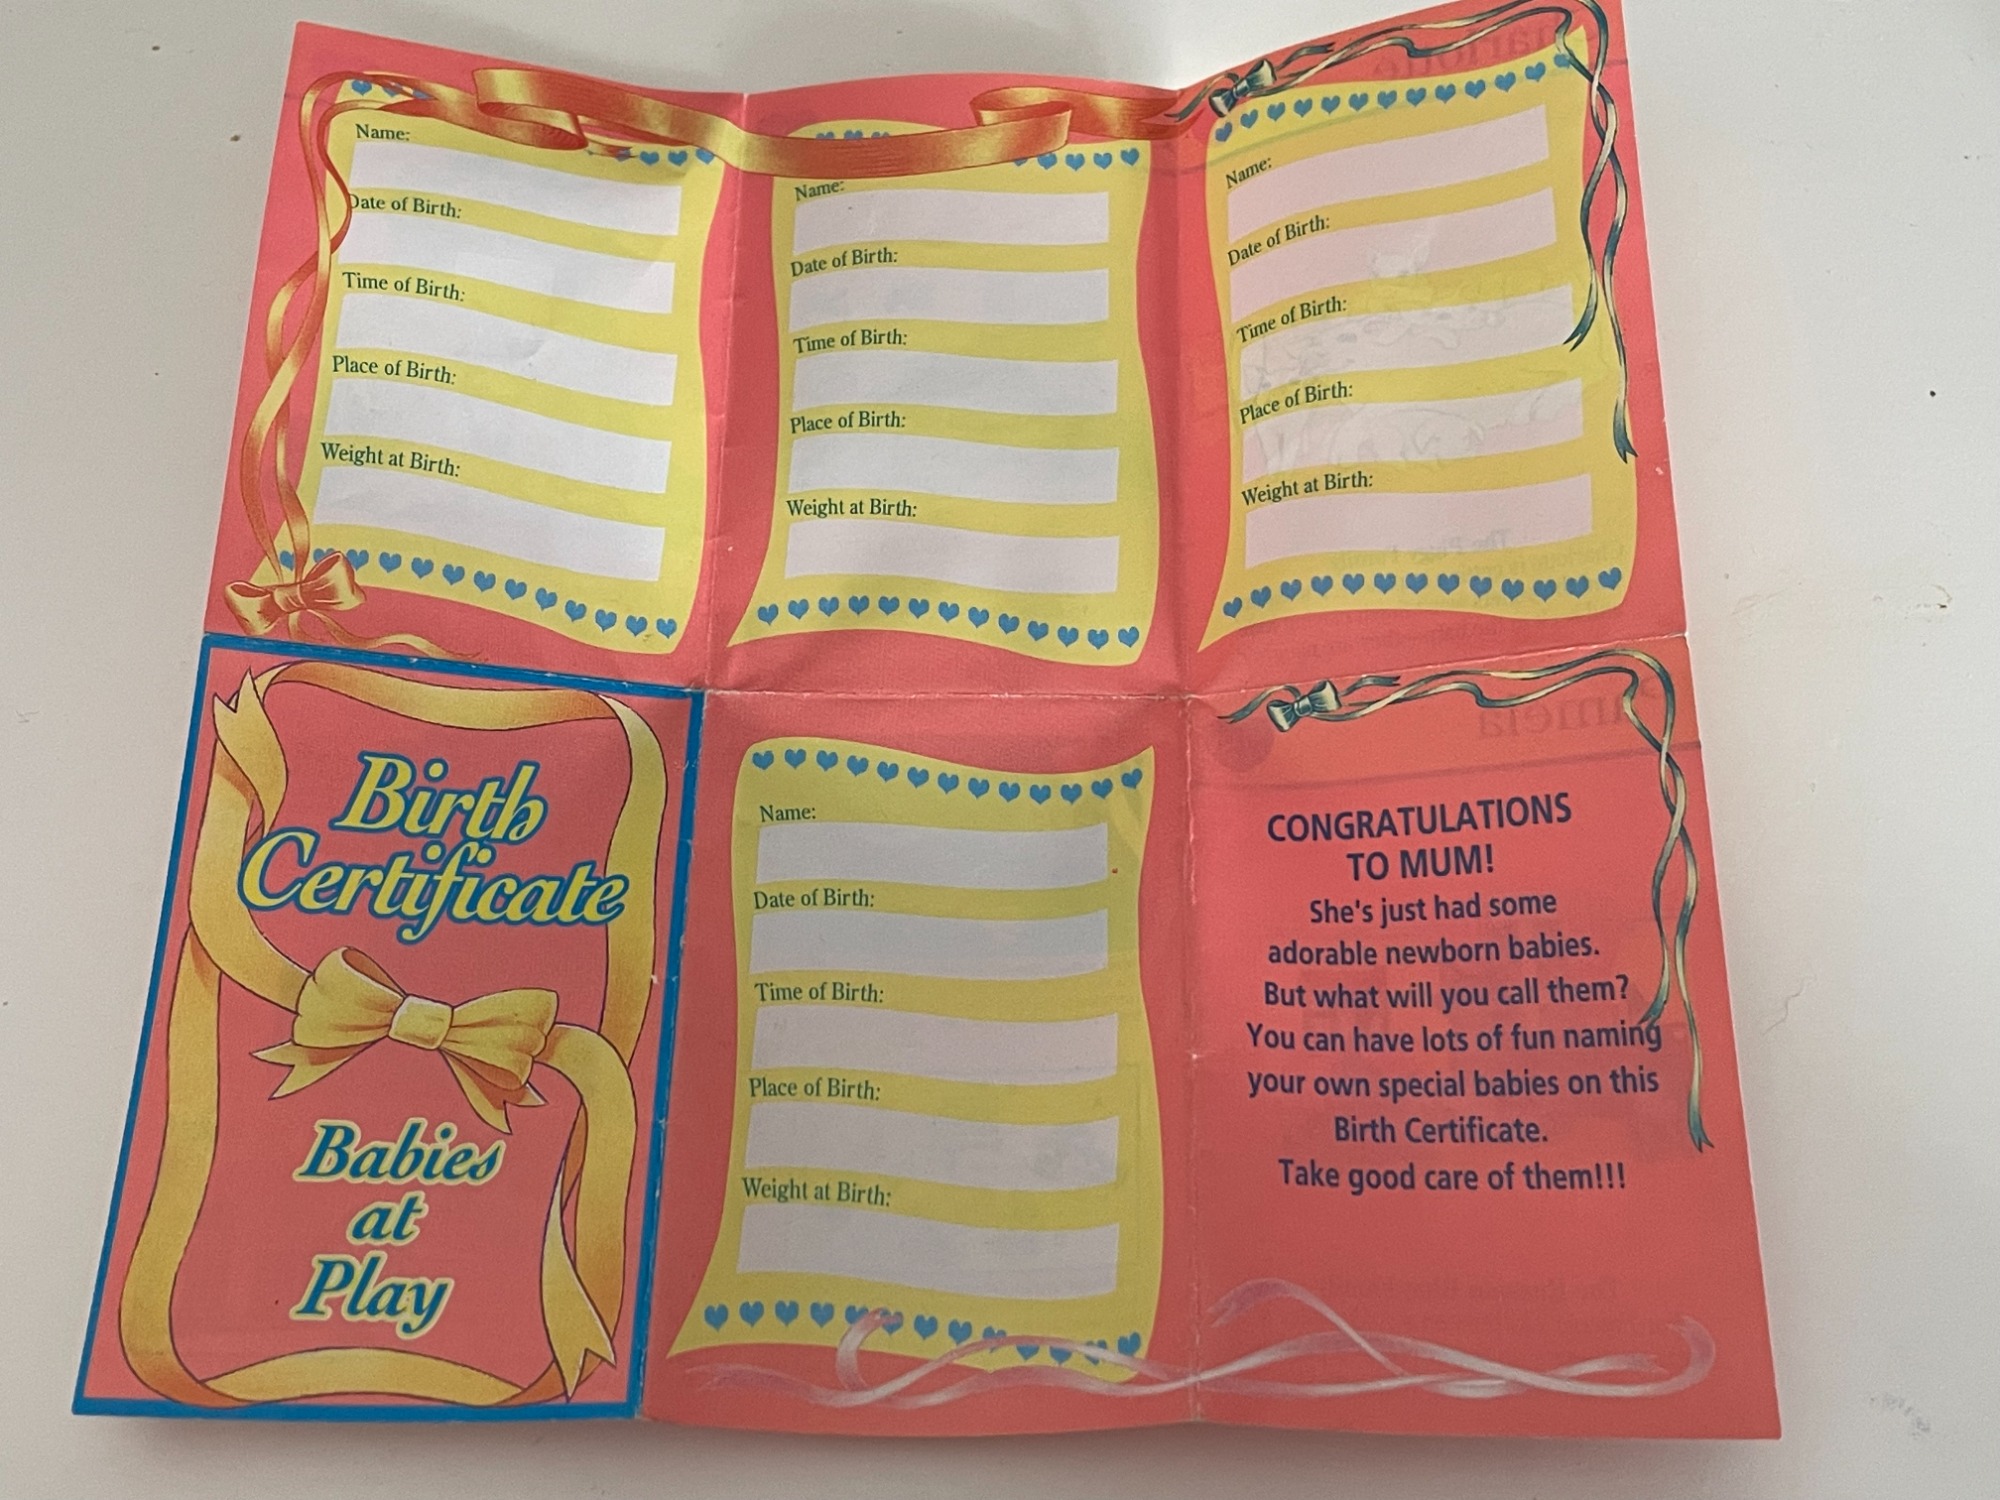 Name:
Date of Birth:
Time of Birth:
Place of Birth:
Weight at Birth:
Name:
Date of Birth:
Time of Birth:
Place of Birth:
Weight at Birth:
Name:
Date of Birth:
Time of Birth:
Place of Birth:
Weight at Birth:
Birth
Certificate
Babies
at
Play
Name:
Date of Birth:
Time of Birth:
Place of Birth:
Weight at Birth:
CONGRATULATIONS
TO MUM!
She's just had some
adorable newborn babies.
But what will you call them?
You can have lots of fun naming
your own special babies on this
Birth Certificate.
Take good care of them!!!